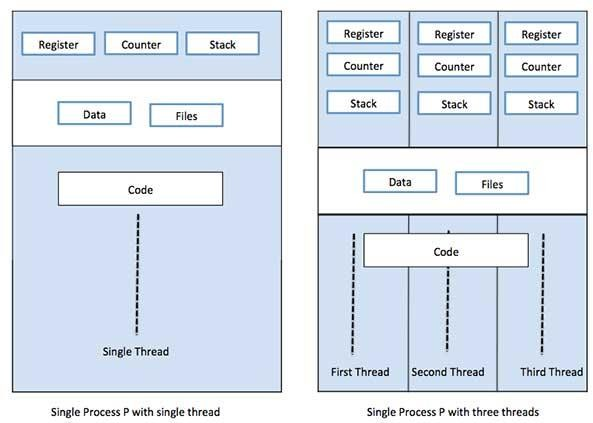 Register Counter Stack
Data Files
Code
Single Thread
Single Process P with single thread
Register Register Register
Counter Counter Counter
Stack Stack Stack
Data Files
Code
First Thread Second Thread Third Thread
Single Process P with three threads